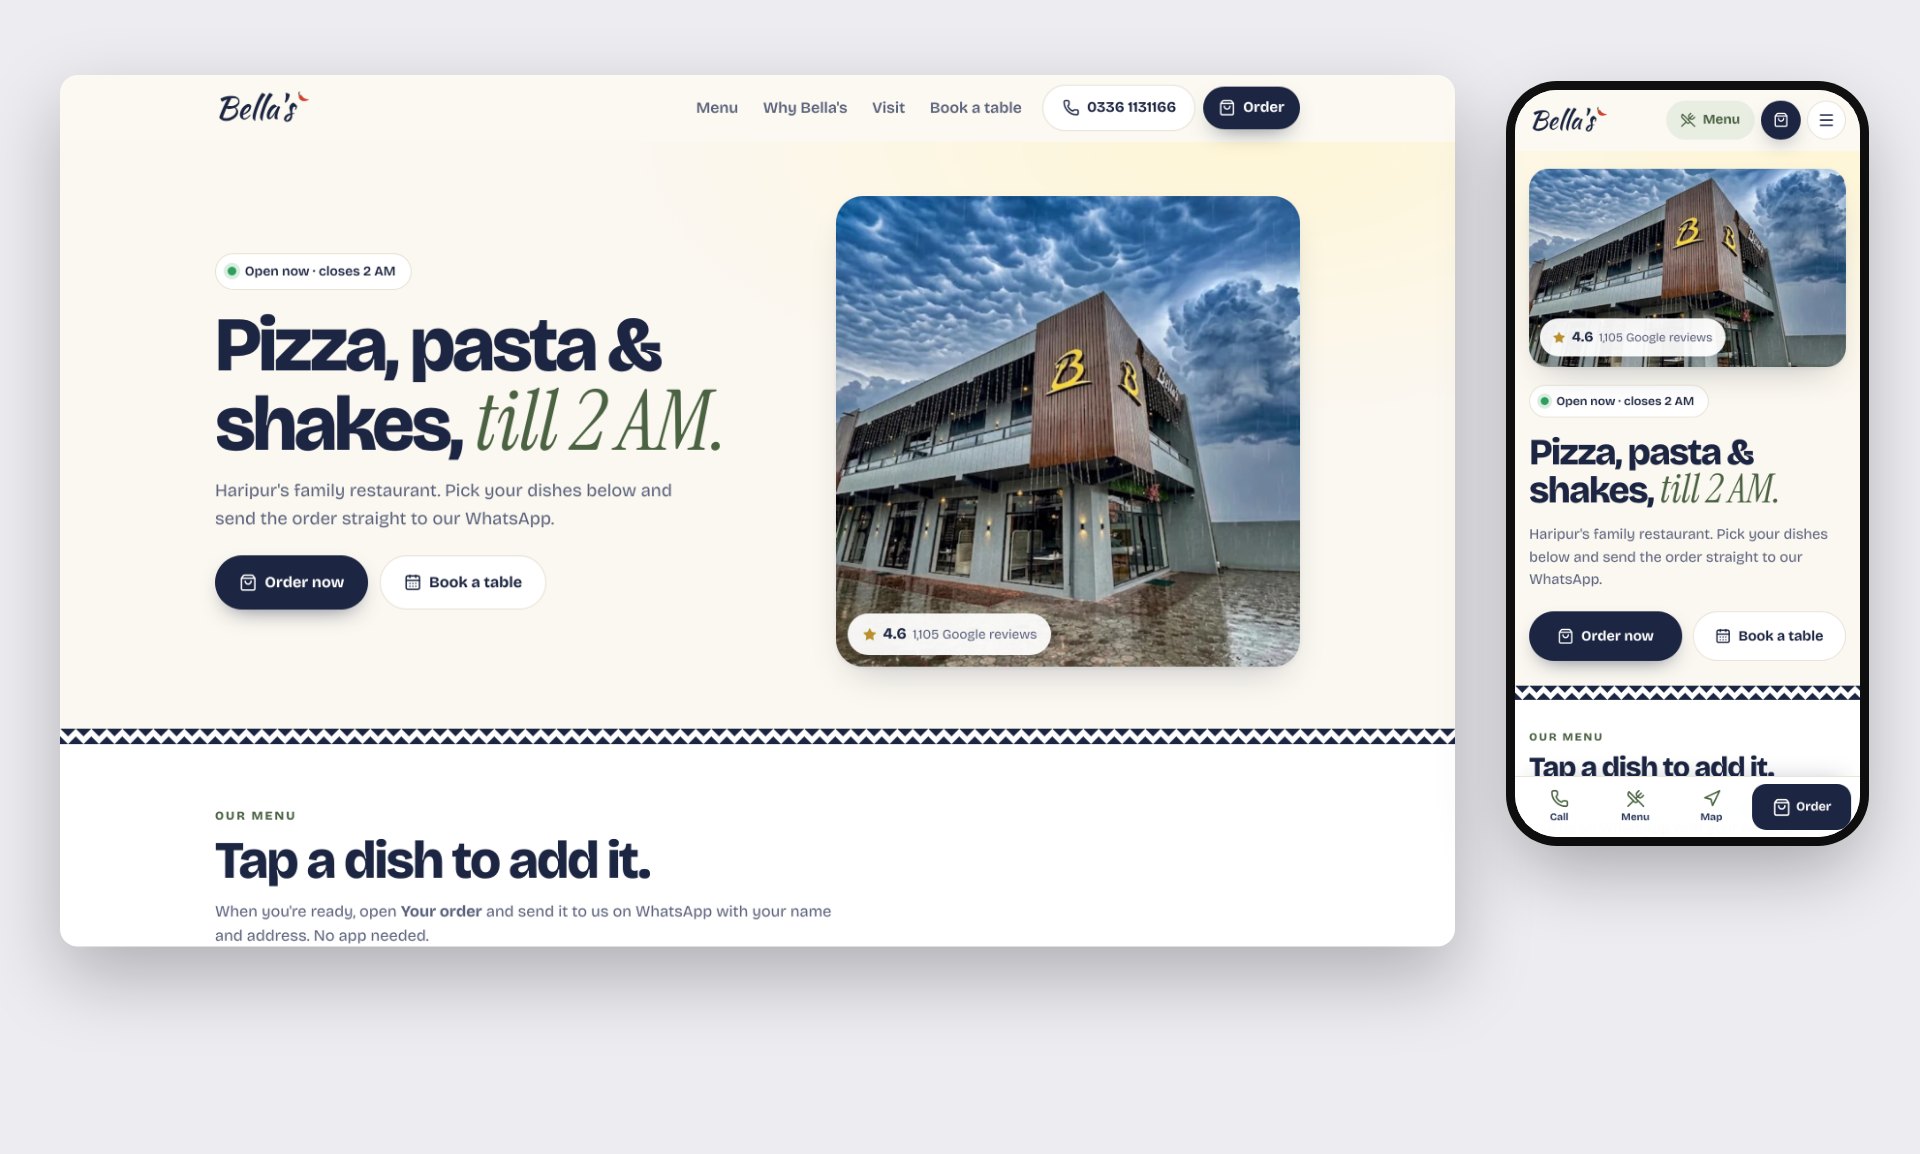 Bella's
Menu Why Bella's Visit Book a table 0336 1131166 Order
Open now · closes 2 AM
Pizza, pasta &
shakes, till 2 AM.
Haripur's family restaurant. Pick your dishes below and
send the order straight to our WhatsApp.
Order now Book a table
B B Bella's
4.6 1,105 Google reviews
OUR MENU
Tap a dish to add it.
When you're ready, open Your order and send it to us on WhatsApp with your name
and address. No app needed.
Bella's Menu
B B
4.6 1,105 Google reviews
Open now · closes 2 AM
Pizza, pasta &
shakes, till 2 AM.
Haripur's family restaurant. Pick your dishes
below and send the order straight to our
WhatsApp.
Order now Book a table
OUR MENU
Tap a dish to add it.
Call Menu Map Order